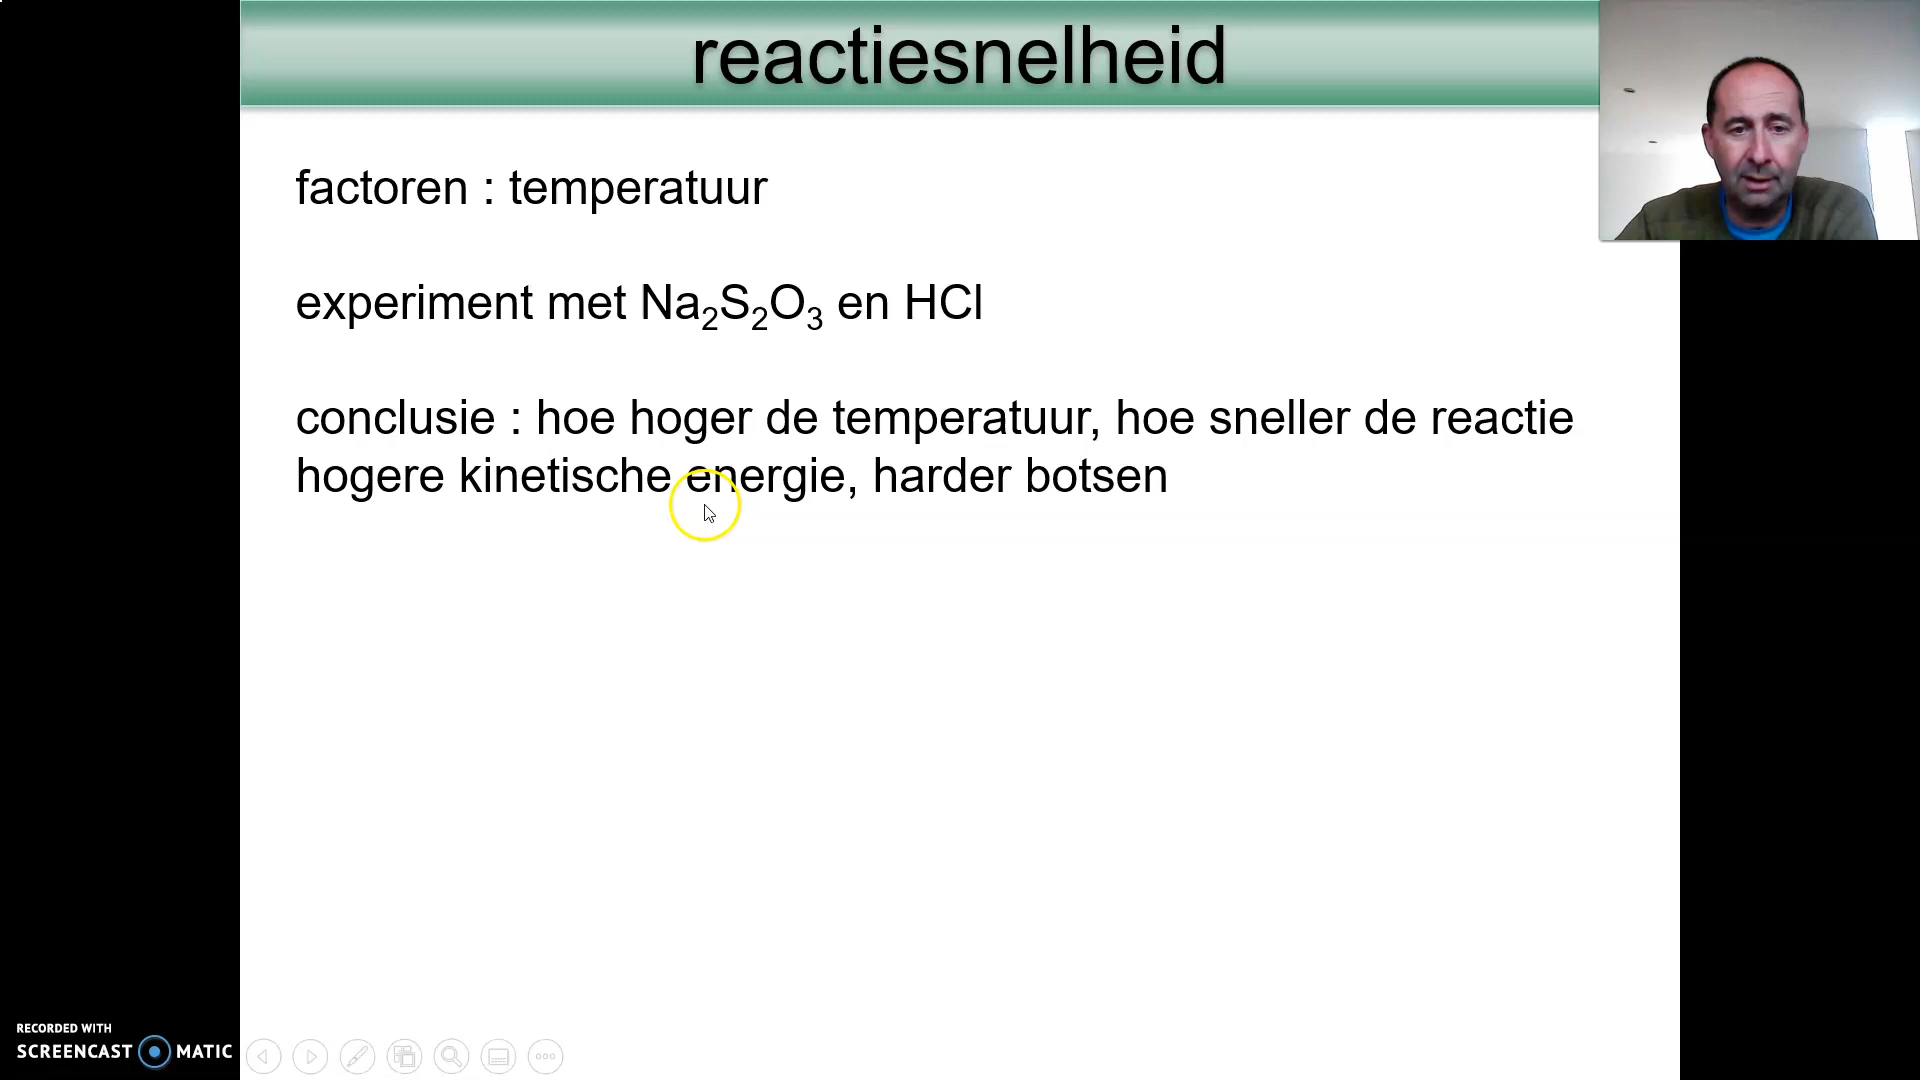 reactiesnelheid
factoren : temperatuur
experiment met Na₂S₂O₃ en HCl
conclusie : hoe hoger de temperatuur, hoe sneller de reactie
hogere kinetische energie, harder botsen
RECORDED WITH
SCREENCAST MATIC